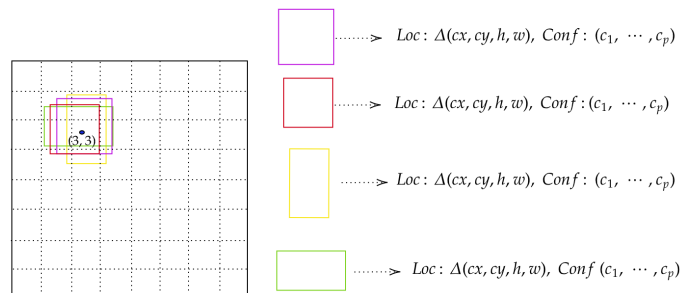 Loc: Δ(cx, cy, h, w), Conf: (c₁, ⋯, cₚ)
Loc: Δ(cx, cy, h, w), Conf: (c₁, ⋯, cₚ)
(3, 3)
Loc: Δ(cx, cy, h, w), Conf: (c₁, ⋯, cₚ)
Loc: Δ(cx, cy, h, w), Conf (c₁, ⋯, cₚ)